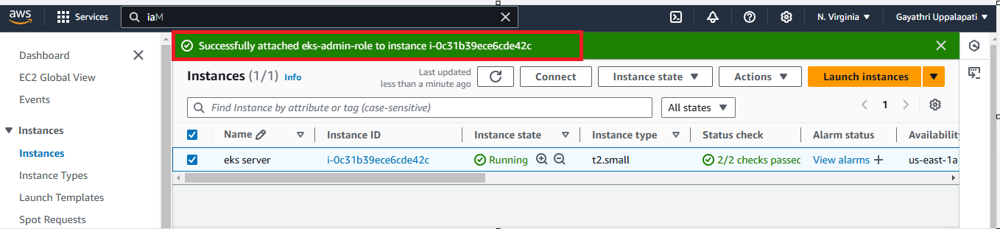 aws Services iaM N. Virginia Gayathri Uppalapati
Successfully attached eks-admin-role to instance i-0c31b39ece6cde42c
Dashboard
EC2 Global View
Events
Instances
Instances
Instance Types
Launch Templates
Spot Requests
Instances (1/1) Info
Last updated
less than a minute ago
Connect Instance state Actions Launch instances
Find Instance by attribute or tag (case-sensitive) All states 1
Name Instance ID Instance state Instance type Status check Alarm status Availability
eks server i-0c31b39ece6cde42c Running t2.small 2/2 checks passec View alarms us-east-1a